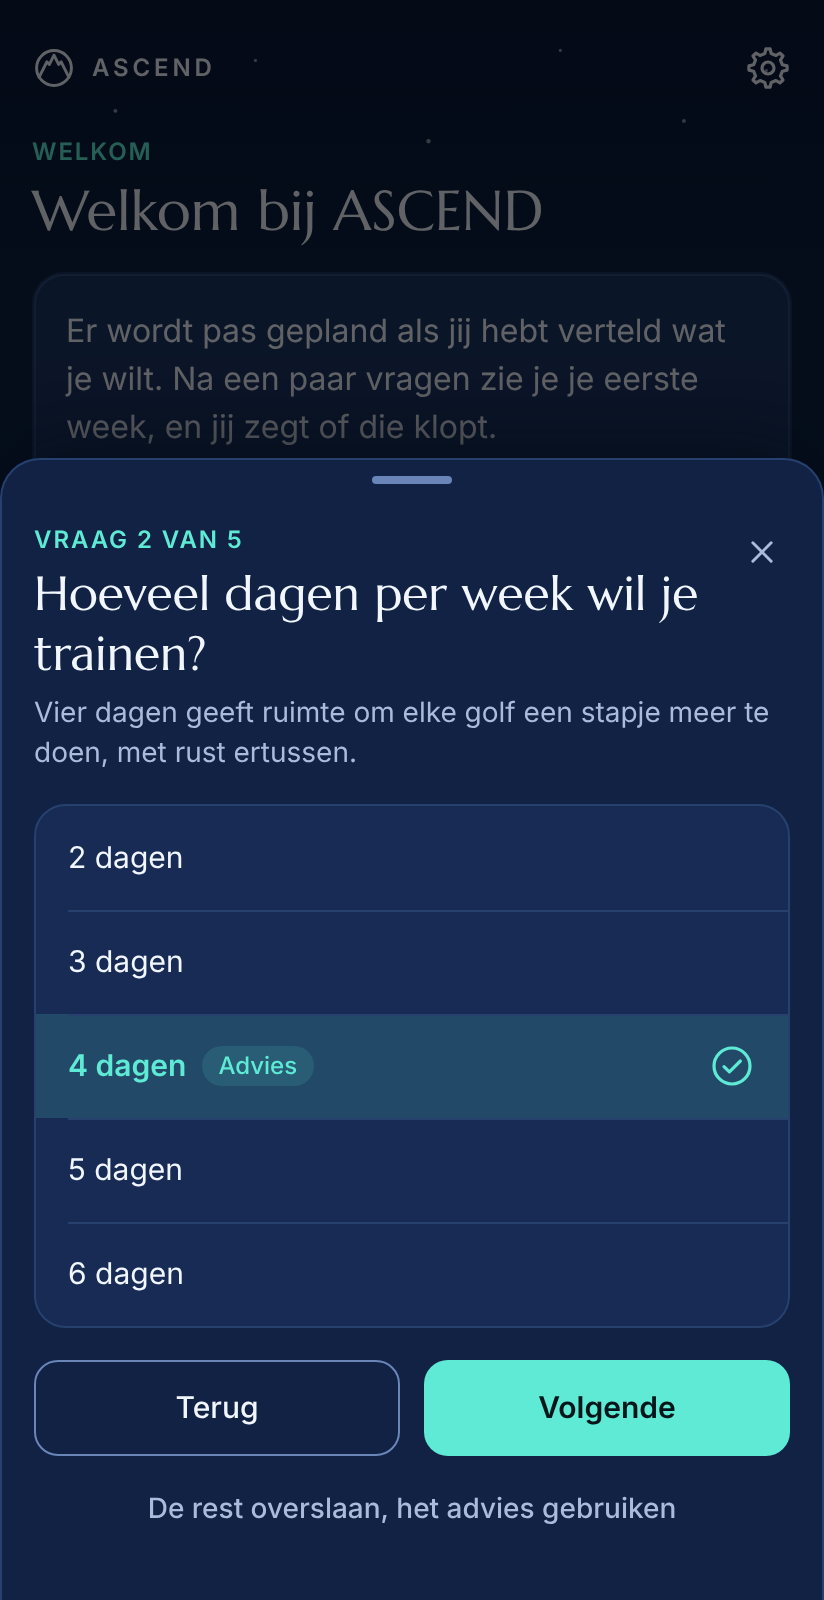 ASCEND
WELKOM
Welkom bij ASCEND
Er wordt pas gepland als jij hebt verteld wat
je wilt. Na een paar vragen zie je je eerste
week, en jij zegt of die klopt.
VRAAG 2 VAN 5
Hoeveel dagen per week wil je
trainen?
Vier dagen geeft ruimte om elke golf een stapje meer te
doen, met rust ertussen.
2 dagen
3 dagen
4 dagen Advies
5 dagen
6 dagen
Terug Volgende
De rest overslaan, het advies gebruiken